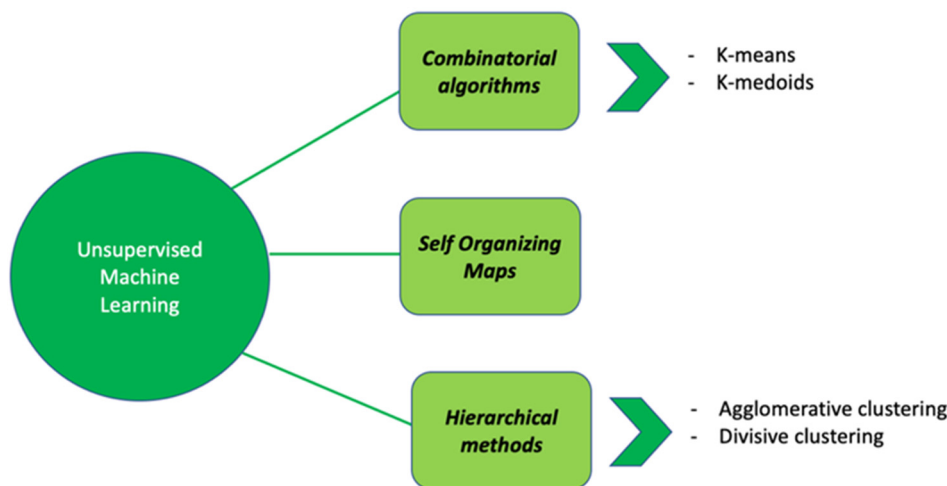 Unsupervised
Machine
Learning
Combinatorial
algorithms
- K-means
- K-medoids
Self Organizing
Maps
Hierarchical
methods
- Agglomerative clustering
- Divisive clustering